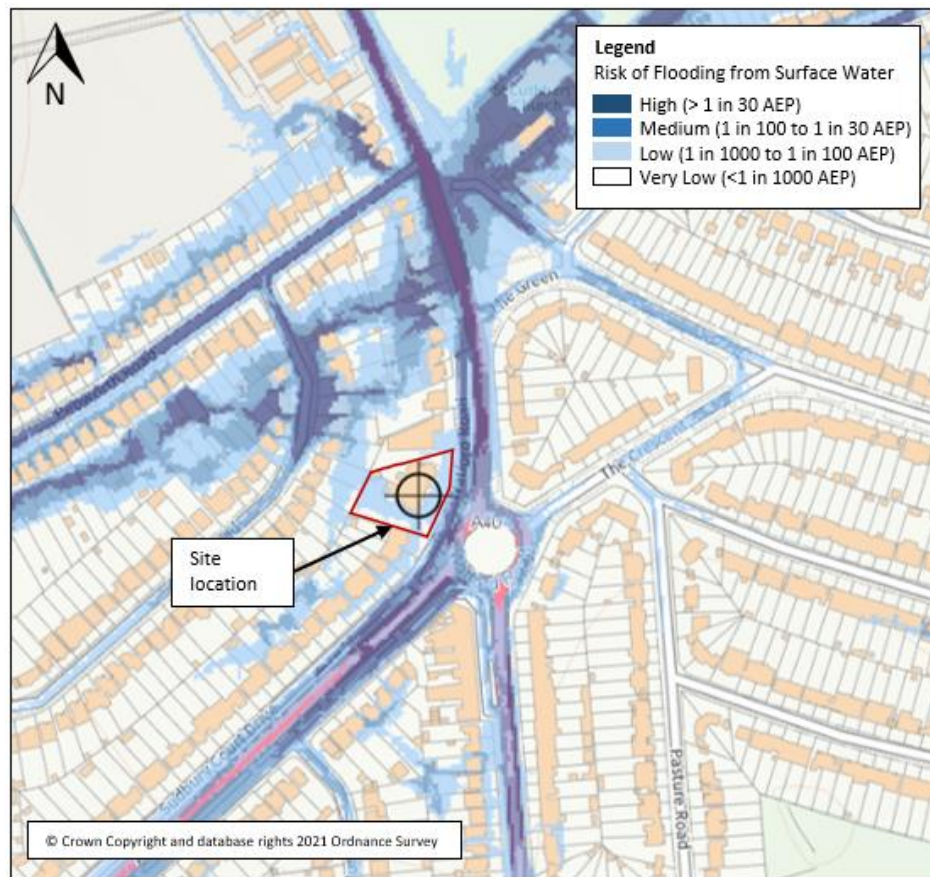 N
Legend
Risk of Flooding from Surface Water
High (> 1 in 30 AEP)
Medium (1 in 100 to 1 in 30 AEP)
Low (1 in 1000 to 1 in 100 AEP)
Very Low (<1 in 1000 AEP)
The Green
The Crescent
Site
location
Sudbury Court Drive
Pasture Road
© Crown Copyright and database rights 2021 Ordnance Survey